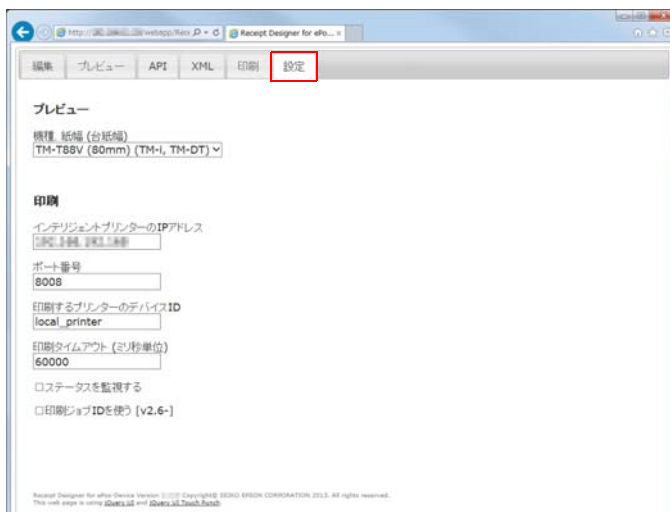 http://
/webapp/Rec
Receipt Designer for ePo...
編集 プレビュー API XML 印刷 設定
プレビュー
機種, 紙幅 (台紙幅)
TM-T88V (80mm) (TM-i, TM-DT)
印刷
インテリジェントプリンターのIPアドレス
ポート番号
8008
印刷するプリンターのデバイスID
local_printer
印刷タイムアウト (ミリ秒単位)
60000
□ステータスを監視する
□印刷ジョブIDを使う [v2.6-]
Receipt Designer for ePos-Device Version Copyright© SEIKO EPSON CORPORATION 2013. All rights reserved.
This web page is using jQuery UI and jQuery UI Touch Punch.